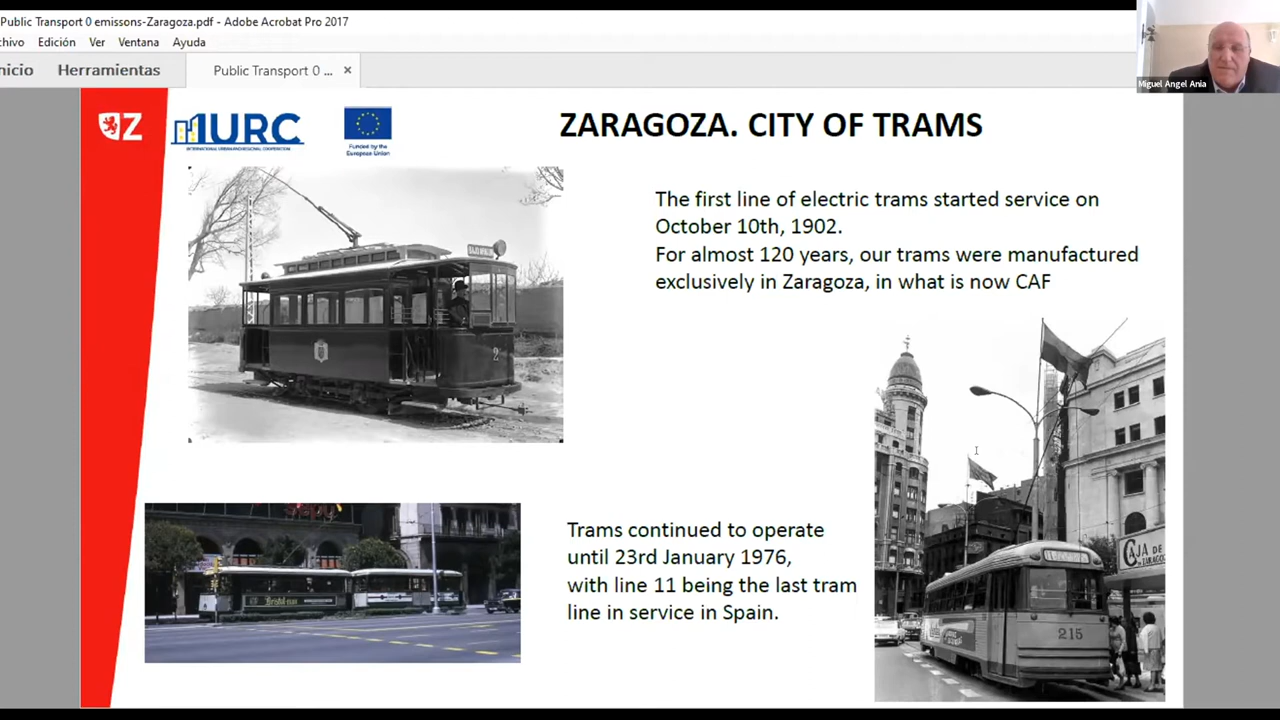 Public Transport 0 emissons-Zaragoza.pdf - Adobe Acrobat Pro 2017
chivo Edición Ver Ventana Ayuda
nicio Herramientas Public Transport 0 ... ×
Miguel Angel Ania
Z
IURC
INTERNATIONAL URBAN AND REGIONAL COOPERATION
Funded by the
European Union
ZARAGOZA. CITY OF TRAMS
The first line of electric trams started service on
October 10th, 1902.
For almost 120 years, our trams were manufactured
exclusively in Zaragoza, in what is now CAF
2
CAJA DE
215
Trams continued to operate
until 23rd January 1976,
with line 11 being the last tram
line in service in Spain.